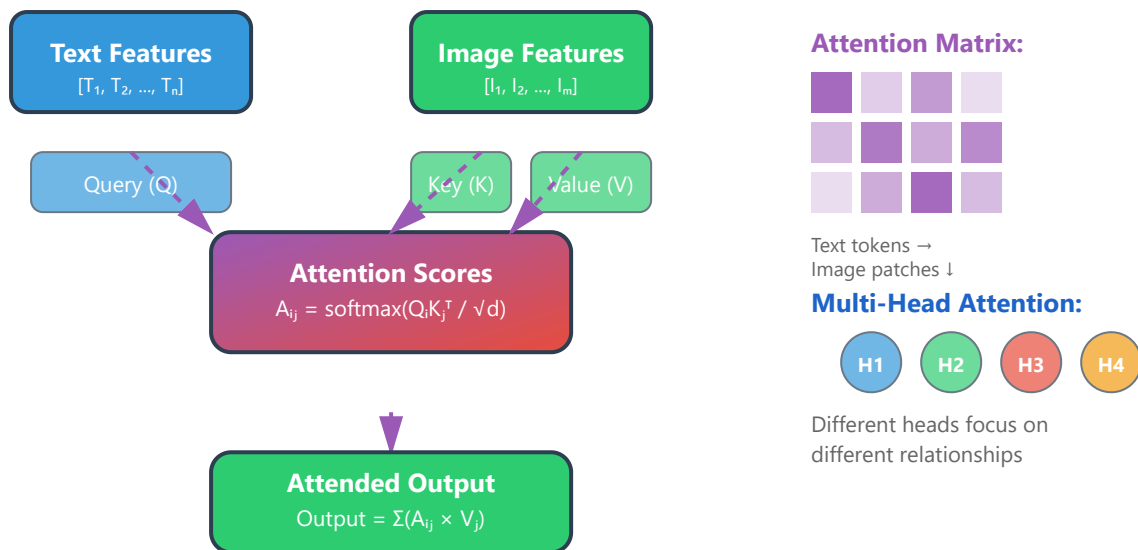 Text Features
[T₁, T₂, ..., Tₙ]
Image Features
[I₁, I₂, ..., Iₘ]
Query (Q)
Key (K)
Value (V)
Attention Scores
Aᵢⱼ = softmax(QᵢKⱼᵀ / √d)
Attended Output
Output = Σ(Aᵢⱼ × Vⱼ)
Attention Matrix:
Text tokens →
Image patches ↓
Multi-Head Attention:
H1
H2
H3
H4
Different heads focus on
different relationships